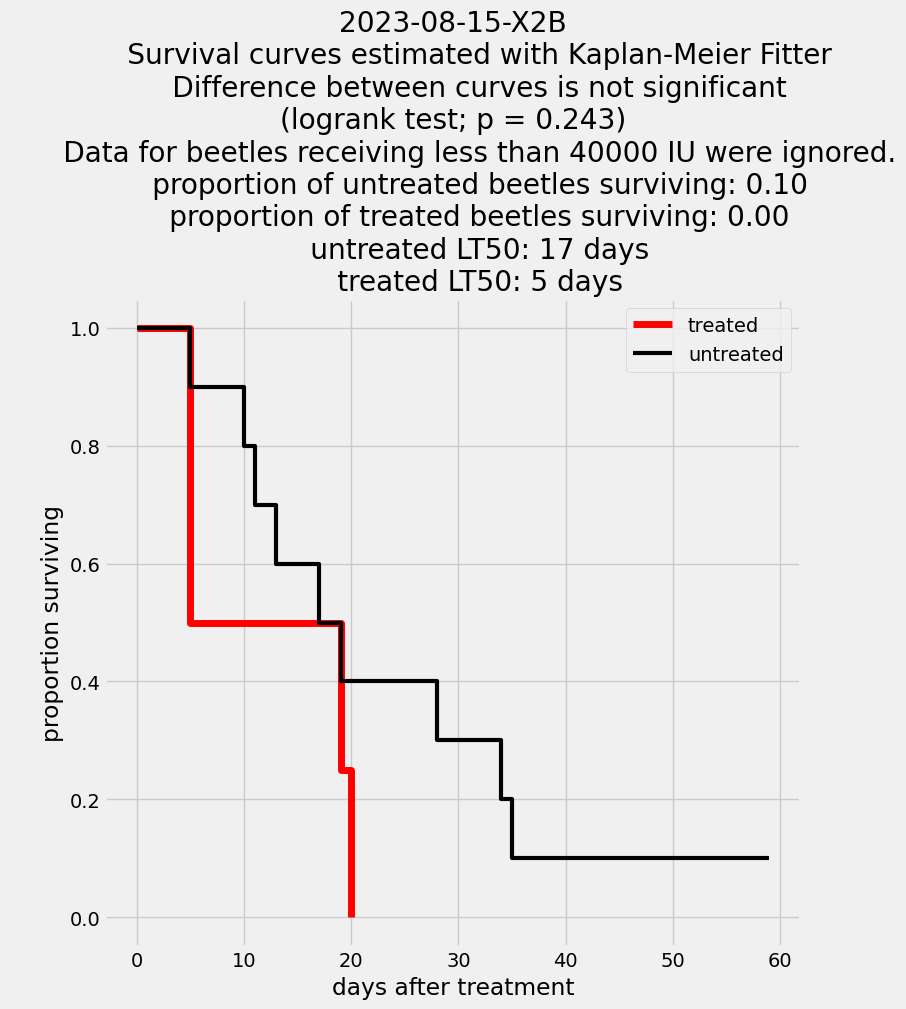 2023-08-15-X2B
Survival curves estimated with Kaplan-Meier Fitter
Difference between curves is not significant
(logrank test; p = 0.243)
Data for beetles receiving less than 40000 IU were ignored.
proportion of untreated beetles surviving: 0.10
proportion of treated beetles surviving: 0.00
untreated LT50: 17 days
treated LT50: 5 days
treated
untreated
1.0
0.8
0.6
0.4
0.2
0.0
proportion surviving
0 10 20 30 40 50 60
days after treatment